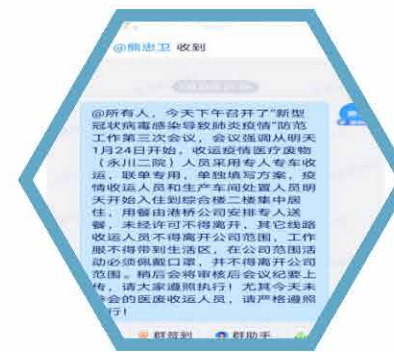 @熊忠卫 收到
@所有人，今天下午召开了"新型
冠状病毒感染导致肺炎疫情"防范
工作第三次会议，会议强调从明天
1月24日开始，收运疫情医疗废物
（永川二院）人员采用专人专车收
运，联单专用，单独填写方案，疫
情收运人员和生产车间处置人员明
天开始入住到综合楼二楼集中居
住，用餐由港桥公司安排专人送
餐，未经许可不得离开，其它线路
收运人员不得离开公司范围，工作
服不得带到生活区，在公司范围活
动必须佩戴口罩，并不得离开公司
范围。稍后会将审核后会议纪要上
传，请大家遵照执行！尤其今天未
参会的医废收运人员，请严格遵照
执行！
群签到 群助手